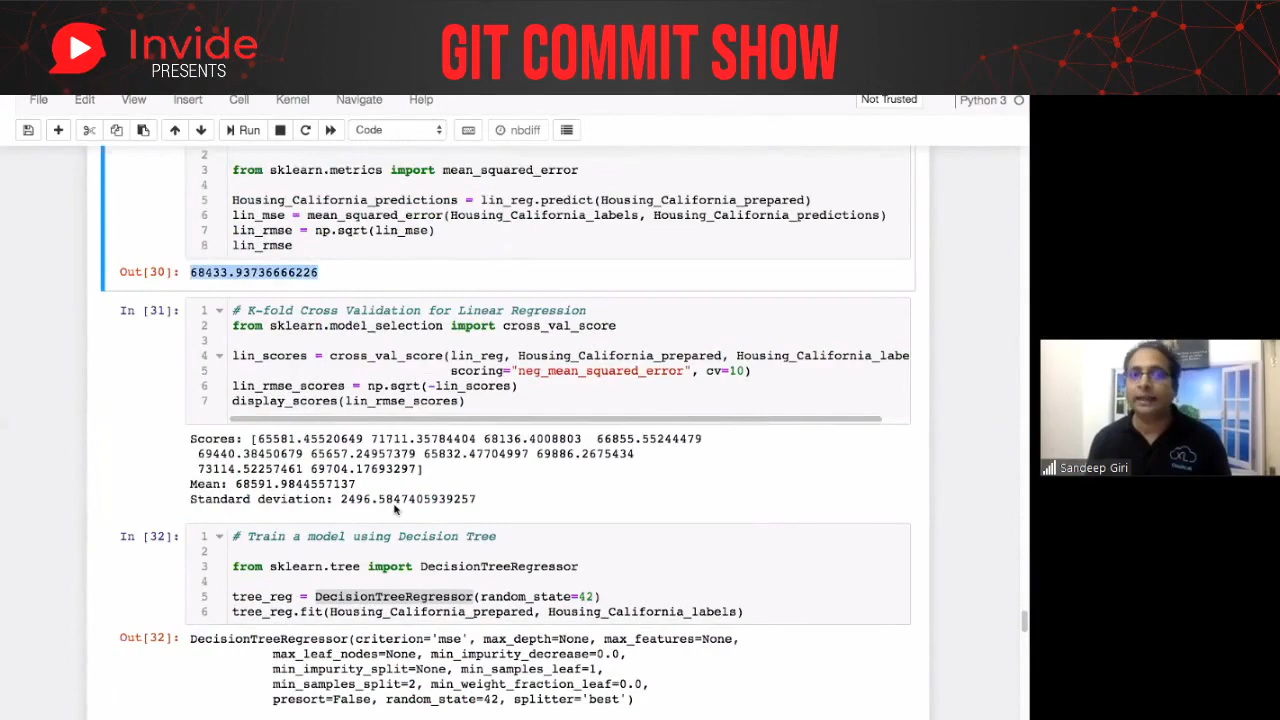 Invide
PRESENTS
GIT COMMIT SHOW
File Edit View Insert Cell Kernel Navigate Help Not Trusted Python 3
Run Code nbdiff
2
3 from sklearn.metrics import mean_squared_error
4
5 Housing_California_predictions = lin_reg.predict(Housing_California_prepared)
6 lin_mse = mean_squared_error(Housing_California_labels, Housing_California_predictions)
7 lin_rmse = np.sqrt(lin_mse)
8 lin_rmse
Out[30]: 68433.93736666226
In [31]: 1 # K-fold Cross Validation for Linear Regression
2 from sklearn.model_selection import cross_val_score
3
4 lin_scores = cross_val_score(lin_reg, Housing_California_prepared, Housing_California_labe
5 scoring="neg_mean_squared_error", cv=10)
6 lin_rmse_scores = np.sqrt(-lin_scores)
7 display_scores(lin_rmse_scores)
Scores: [65581.45520649 71711.35784404 68136.4008803 66855.55244479
69440.38450679 65657.24957379 65832.47704997 69886.2675434
73114.52257461 69704.17693297]
Mean: 68591.9844557137
Standard deviation: 2496.5847405939257
In [32]: 1 # Train a model using Decision Tree
2
3 from sklearn.tree import DecisionTreeRegressor
4
5 tree_reg = DecisionTreeRegressor(random_state=42)
6 tree_reg.fit(Housing_California_prepared, Housing_California_labels)
Out[32]: DecisionTreeRegressor(criterion='mse', max_depth=None, max_features=None,
max_leaf_nodes=None, min_impurity_decrease=0.0,
min_impurity_split=None, min_samples_leaf=1,
min_samples_split=2, min_weight_fraction_leaf=0.0,
presort=False, random_state=42, splitter='best')
Sandeep Giri